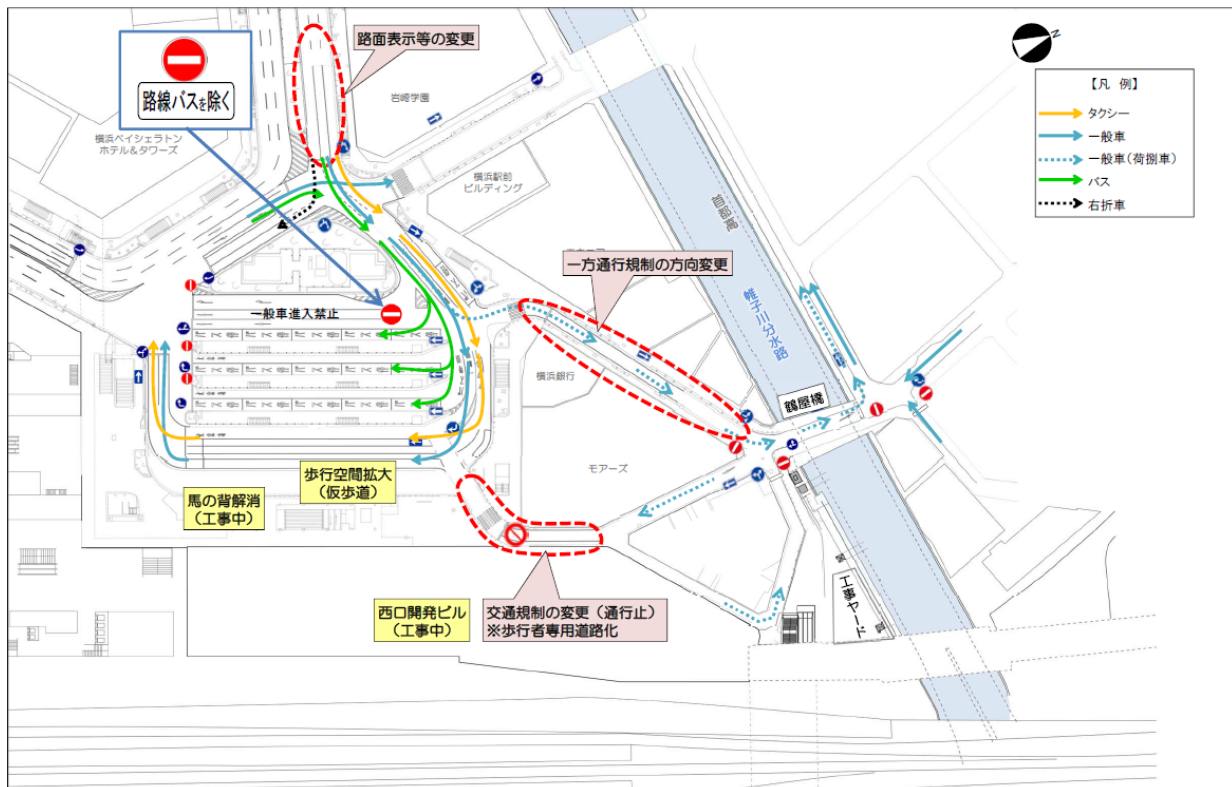 路面表示等の変更
路線バスを除く
岩崎学園
横浜ベイシェラトン
ホテル&タワーズ
横浜駅前
ビルディング
N
【凡 例】
タクシー
一般車
一般車(荷捌車)
バス
右折車
首都高
一方通行規制の方向変更
帷子川分水路
一般車進入禁止
横浜銀行
鶴屋橋
モアーズ
歩行空間拡大
(仮歩道)
馬の背解消
(工事中)
西口開発ビル
(工事中)
交通規制の変更(通行止)
※歩行者専用道路化
工事ヤード